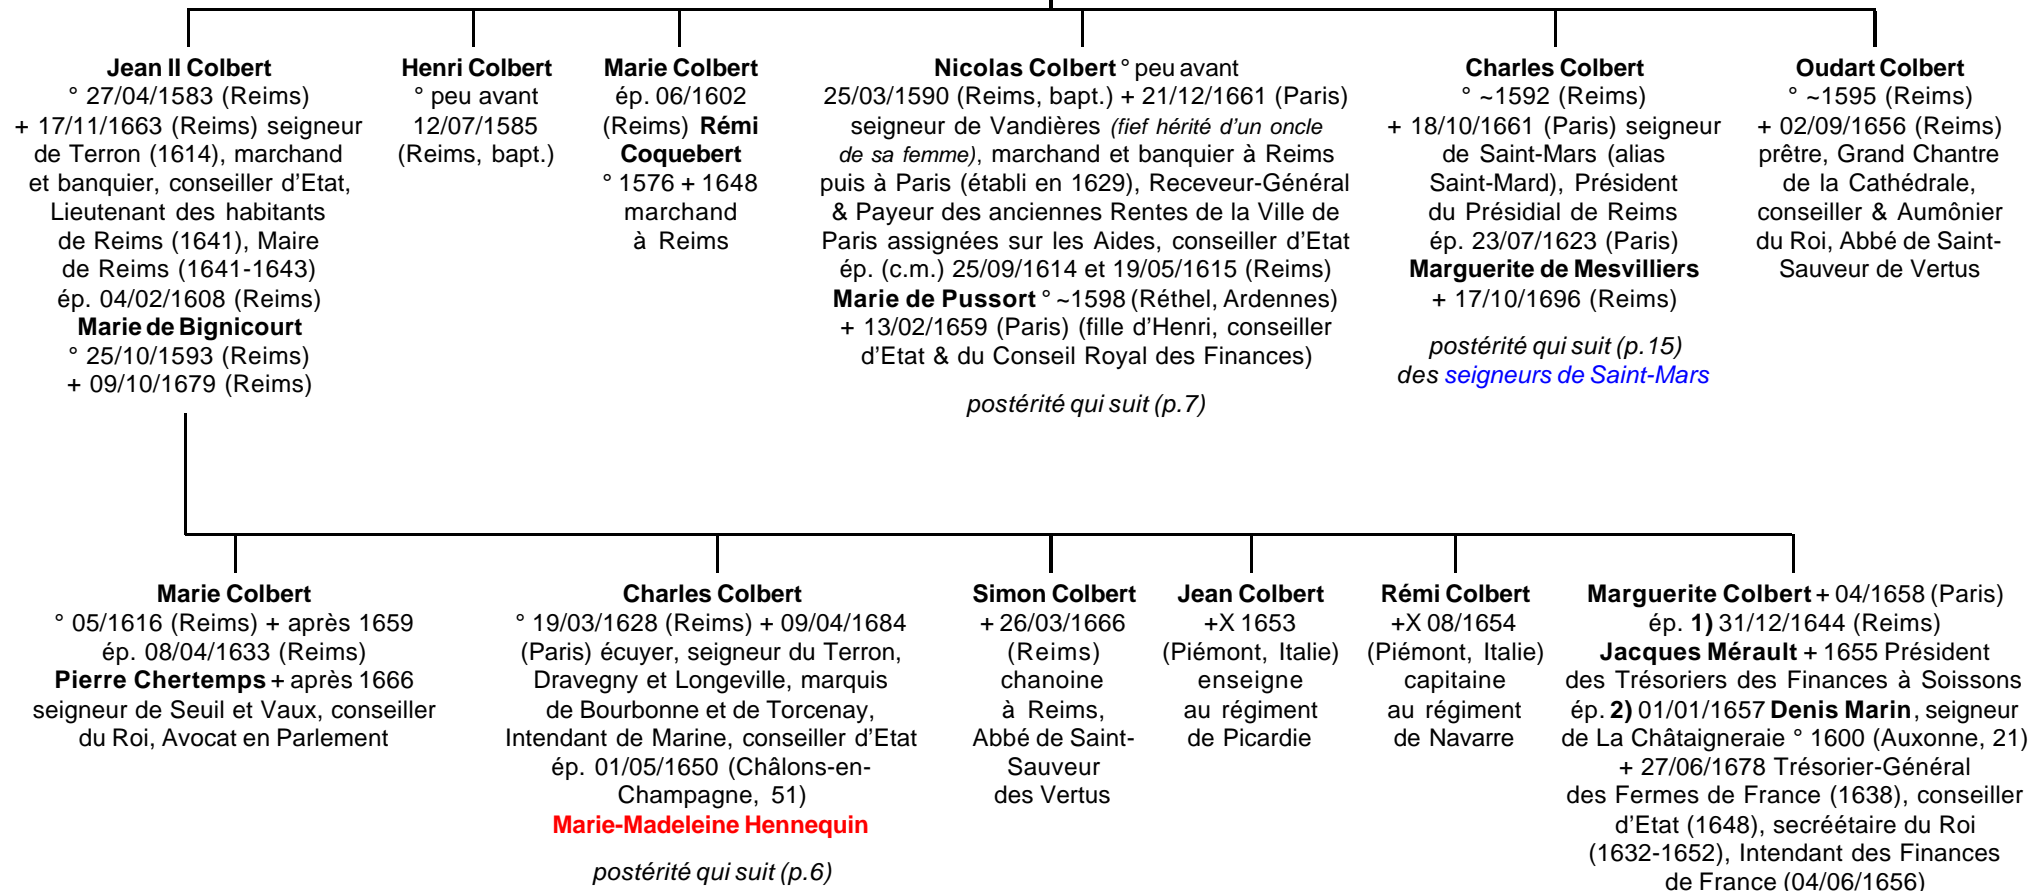 Jean II Colbert
° 27/04/1583 (Reims)
+ 17/11/1663 (Reims) seigneur
de Terron (1614), marchand
et banquier, conseiller d'Etat,
Lieutenant des habitants
de Reims (1641), Maire
de Reims (1641-1643)
ép. 04/02/1608 (Reims)
Marie de Bignicourt
° 25/10/1593 (Reims)
+ 09/10/1679 (Reims)
Henri Colbert
° peu avant
12/07/1585
(Reims, bapt.)
Marie Colbert
ép. 06/1602
(Reims) Rémi
Coquebert
° 1576 + 1648
marchand
à Reims
Nicolas Colbert ° peu avant
25/03/1590 (Reims, bapt.) + 21/12/1661 (Paris)
seigneur de Vandières (fief hérité d'un oncle
de sa femme), marchand et banquier à Reims
puis à Paris (établi en 1629), Receveur-Général
& Payeur des anciennes Rentes de la Ville de
Paris assignées sur les Aides, conseiller d'Etat
ép. (c.m.) 25/09/1614 et 19/05/1615 (Reims)
Marie de Pussort ° ~1598 (Réthel, Ardennes)
+ 13/02/1659 (Paris) (fille d'Henri, conseiller
d'Etat & du Conseil Royal des Finances)
postérité qui suit (p.7)
Charles Colbert
° ~1592 (Reims)
+ 18/10/1661 (Paris) seigneur
de Saint-Mars (alias
Saint-Mard), Président
du Présidial de Reims
ép. 23/07/1623 (Paris)
Marguerite de Mesvilliers
+ 17/10/1696 (Reims)
postérité qui suit (p.15)
des seigneurs de Saint-Mars
Oudart Colbert
° ~1595 (Reims)
+ 02/09/1656 (Reims)
prêtre, Grand Chantre
de la Cathédrale,
conseiller & Aumônier
du Roi, Abbé de Saint-
Sauveur de Vertus
Marie Colbert
° 05/1616 (Reims) + après 1659
ép. 08/04/1633 (Reims)
Pierre Chertemps + après 1666
seigneur de Seuil et Vaux, conseiller
du Roi, Avocat en Parlement
Charles Colbert
° 19/03/1628 (Reims) + 09/04/1684
(Paris) écuyer, seigneur du Terron,
Dravegny et Longeville, marquis
de Bourbonne et de Torcenay,
Intendant de Marine, conseiller d'Etat
ép. 01/05/1650 (Châlons-en-
Champagne, 51)
Marie-Madeleine Hennequin
postérité qui suit (p.6)
Simon Colbert
+ 26/03/1666
(Reims)
chanoine
à Reims,
Abbé de Saint-
Sauveur
des Vertus
Jean Colbert
+X 1653
(Piémont, Italie)
enseigne
au régiment
de Picardie
Rémi Colbert
+X 08/1654
(Piémont, Italie)
capitaine
au régiment
de Navarre
Marguerite Colbert + 04/1658 (Paris)
ép. 1) 31/12/1644 (Reims)
Jacques Mérault + 1655 Président
des Trésoriers des Finances à Soissons
ép. 2) 01/01/1657 Denis Marin, seigneur
de La Châtaigneraie ° 1600 (Auxonne, 21)
+ 27/06/1678 Trésorier-Général
des Fermes de France (1638), conseiller
d'Etat (1648), secréétaire du Roi
(1632-1652), Intendant des Finances
de France (04/06/1656)